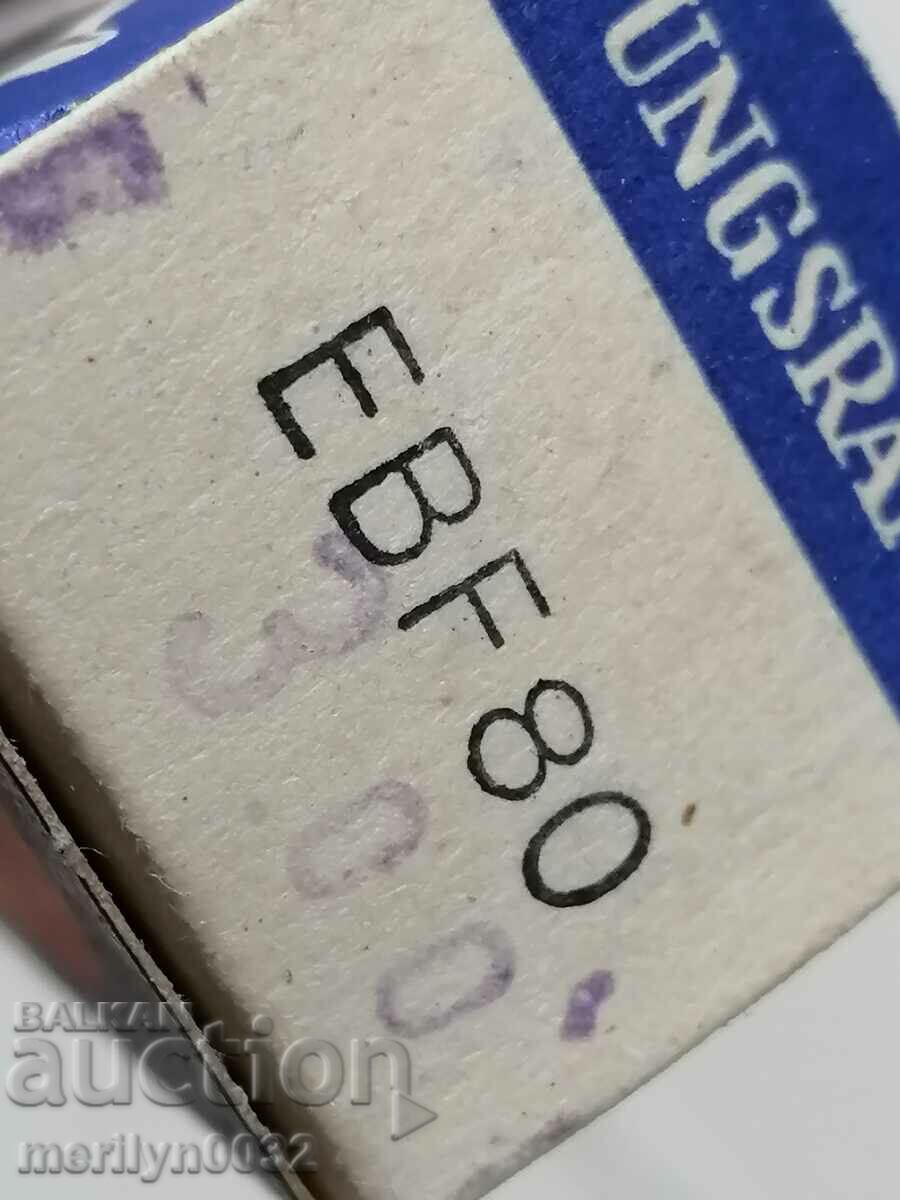 UNGSRA
EBF80
300
BALKAN
auction
merilyn0032